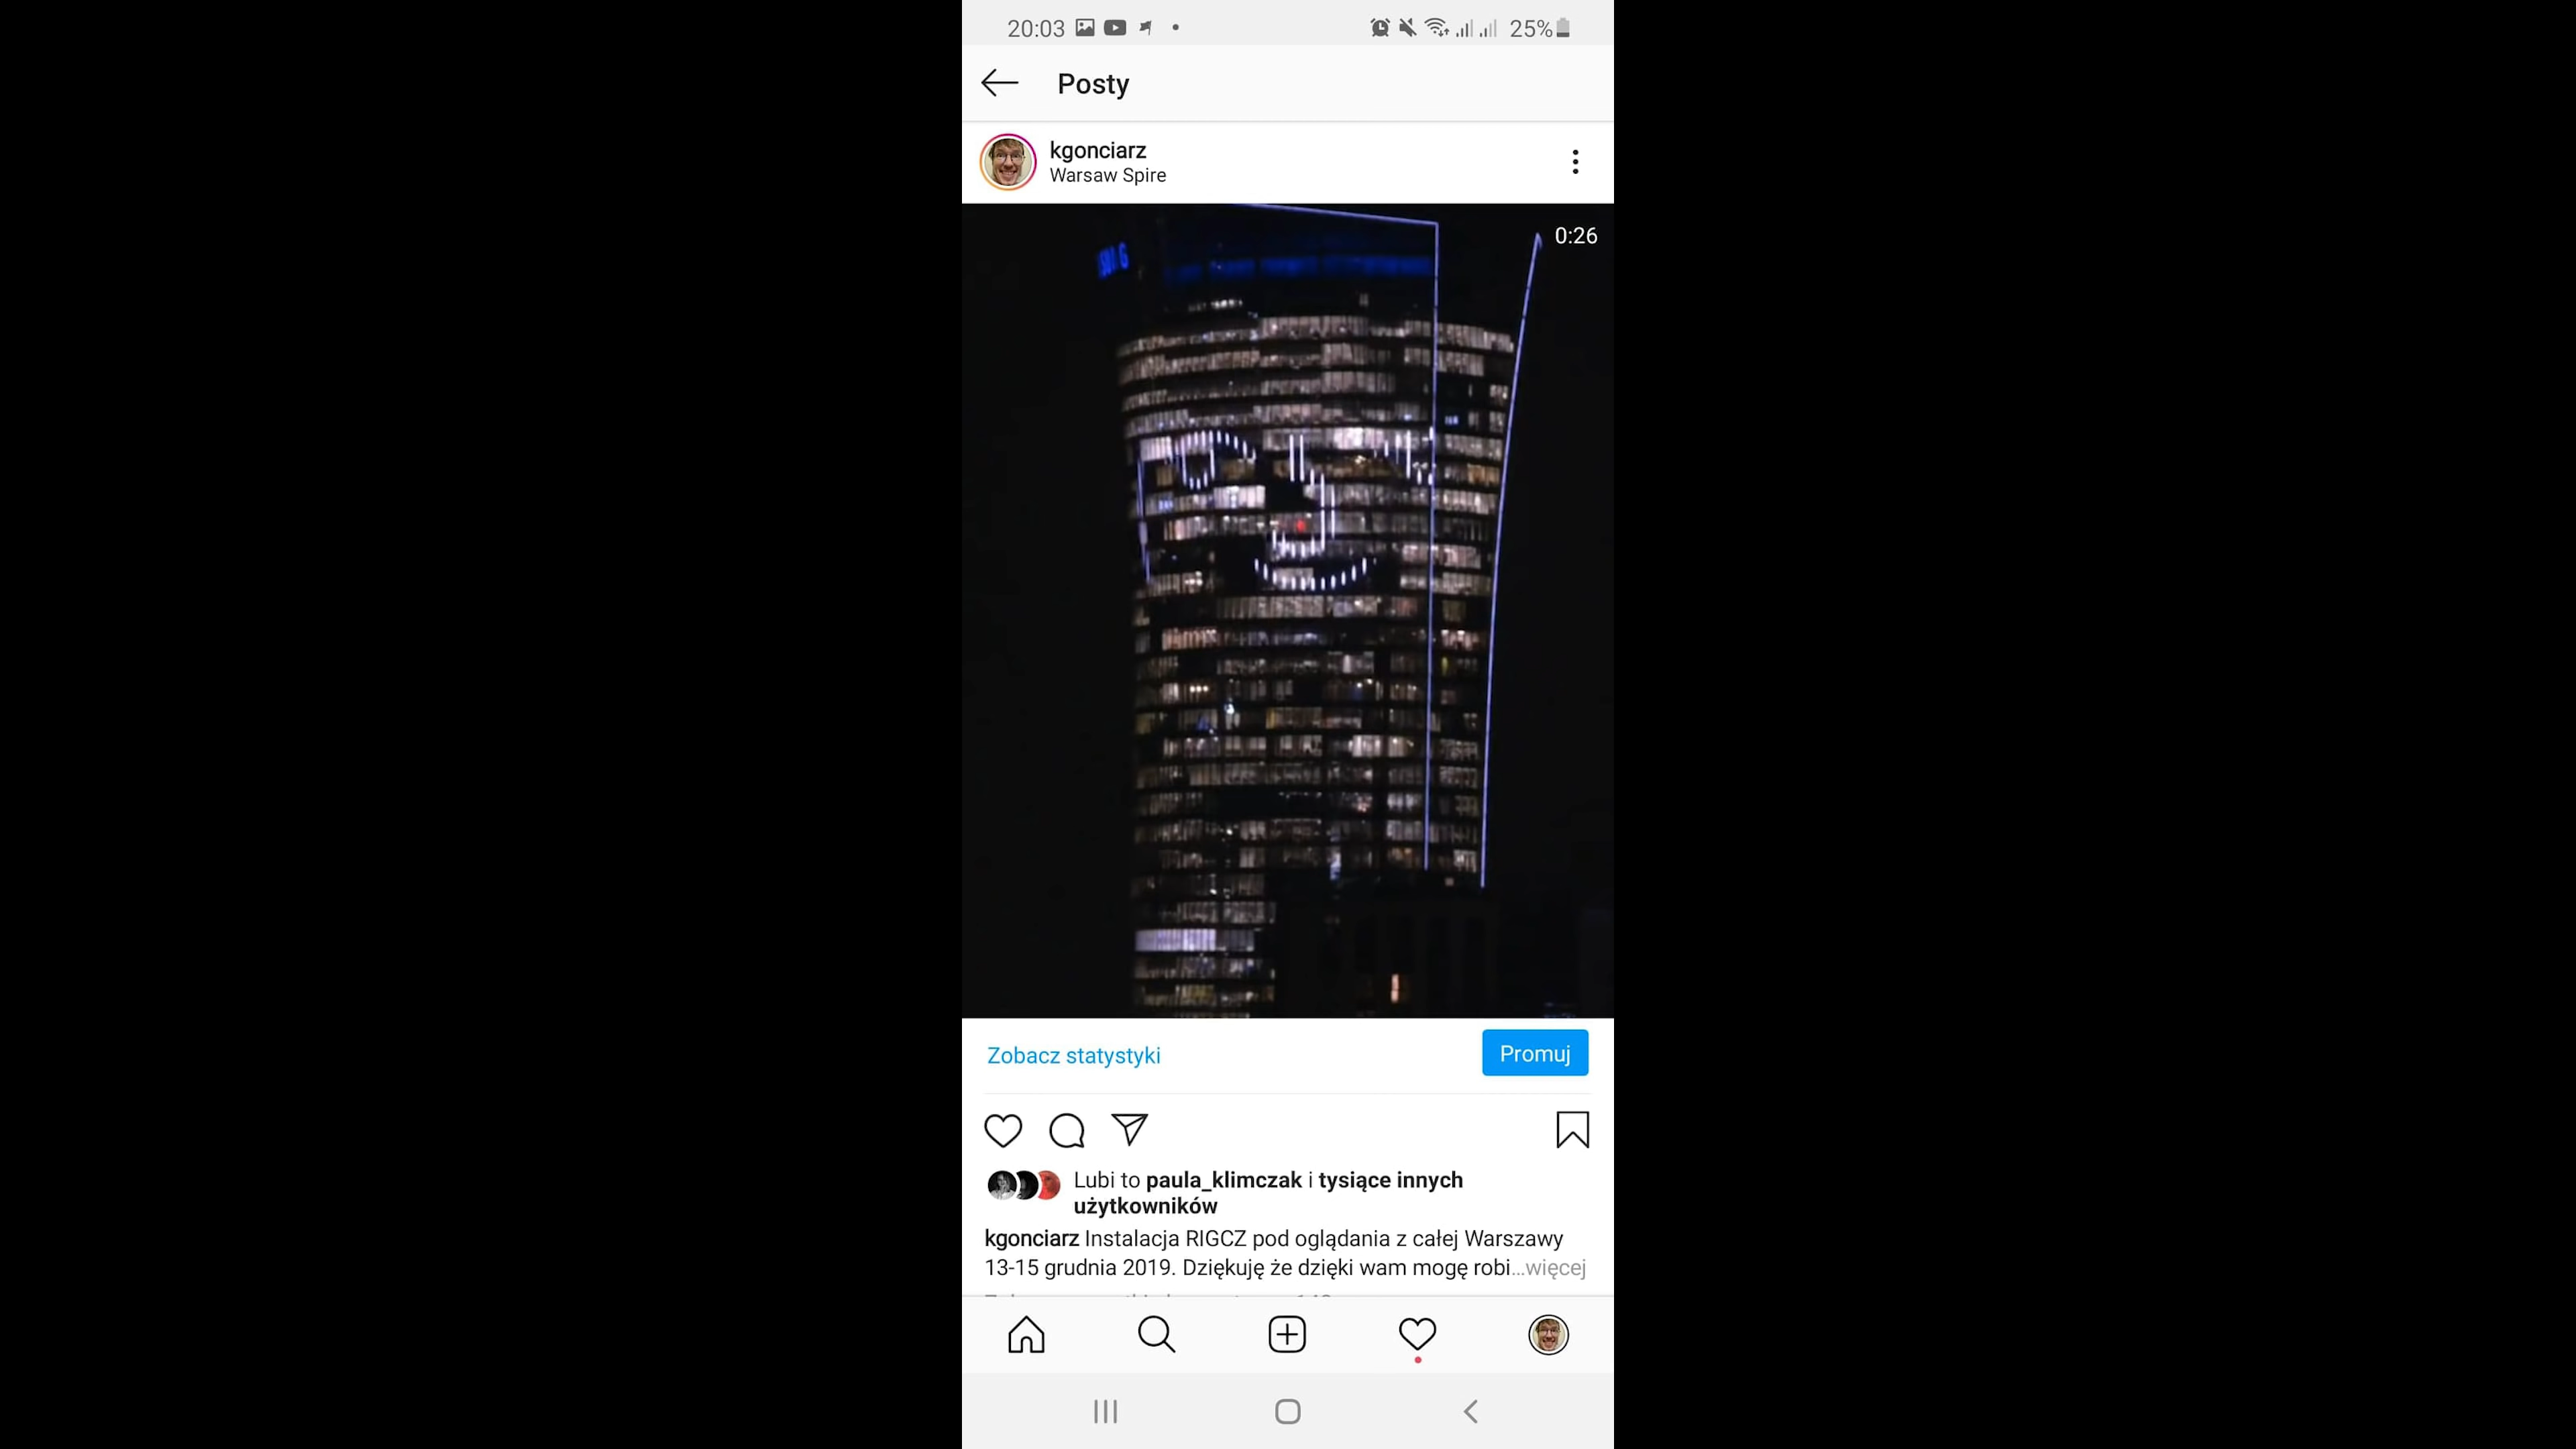 20:03
25%
Posty
kgonciarz
Warsaw Spire
0:26
Zobacz statystyki
Promuj
Lubi to paula_klimczak i tysiące innych
użytkowników
kgonciarz Instalacja RIGCZ pod oglądania z całej Warszawy
13-15 grudnia 2019. Dziękuję że dzięki wam mogę robi...więcej